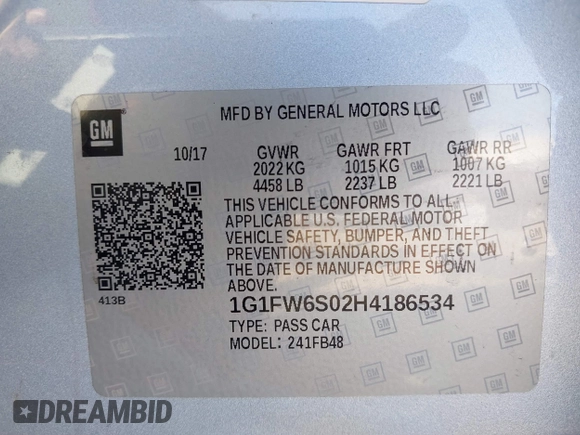 GM
MFD BY GENERAL MOTORS LLC
10/17 GVWR GAWR FRT GAWR RR
2022 KG 1015 KG 1007 KG
4458 LB 2237 LB 2221 LB
THIS VEHICLE CONFORMS TO ALL
APPLICABLE U.S. FEDERAL MOTOR
VEHICLE SAFETY, BUMPER, AND THEFT
PREVENTION STANDARDS IN EFFECT ON
THE DATE OF MANUFACTURE SHOWN
ABOVE.
413B
1G1FW6S02H4186534
TYPE: PASS CAR
MODEL: 241FB48
DREAMBID